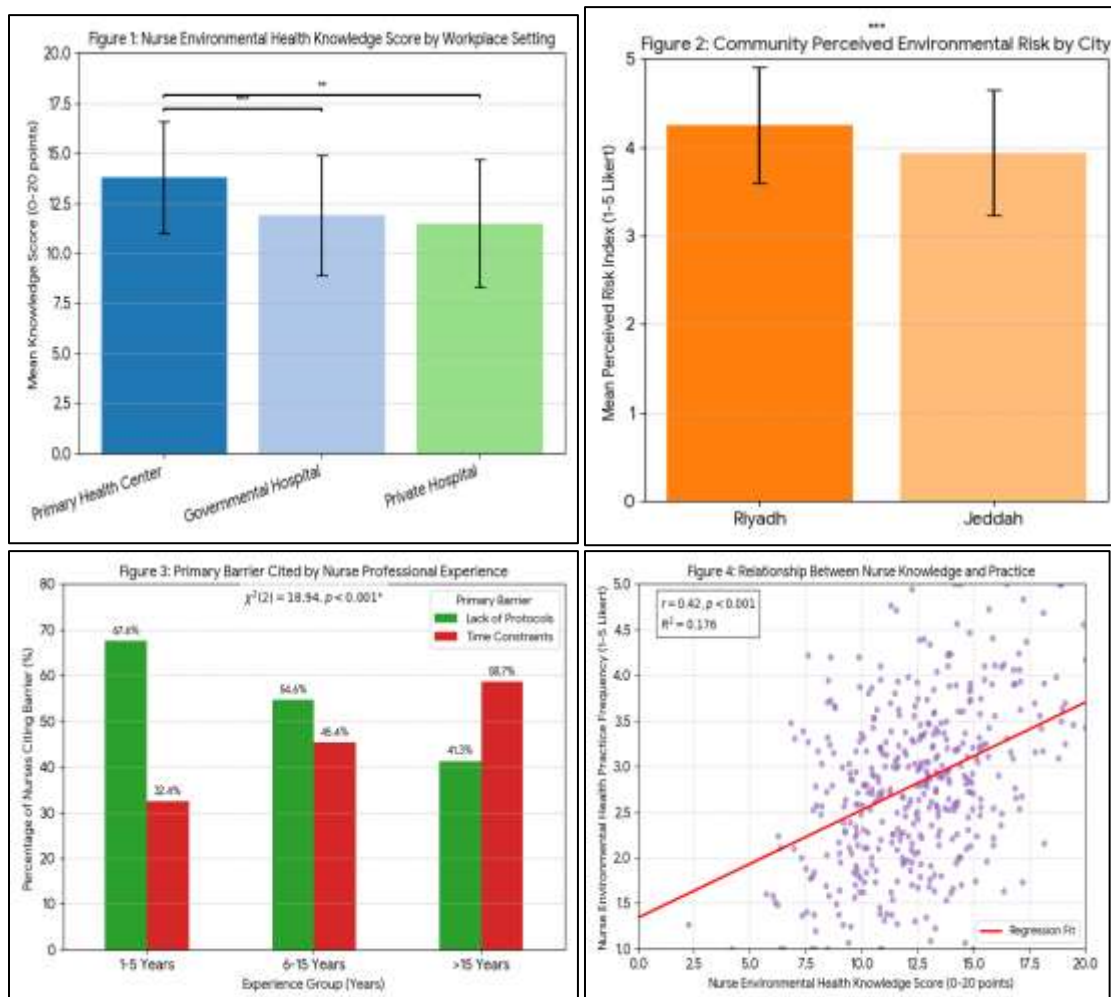 Figure 1: Nurse Environmental Health Knowledge Score by Workplace Setting
Mean Knowledge Score (0-20 points)
20.0
17.5
15.0
12.5
10.0
7.5
5.0
2.5
0.0
**
***
Primary Health Center
Governmental Hospital
Private Hospital
***
Figure 2: Community Perceived Environmental Risk by City
Mean Perceived Risk Index (1-5 Likert)
5
4
3
2
1
0
Riyadh
Jeddah
Figure 3: Primary Barrier Cited by Nurse Professional Experience
Percentage of Nurses Citing Barrier (%)
80
70
60
50
40
30
20
10
0
χ²(2) = 18.94, p < 0.001*
Primary Barrier
Lack of Protocols
Time Constraints
67.6%
32.4%
54.6%
45.4%
41.3%
58.7%
1-5 Years
6-15 Years
>15 Years
Experience Group (Years)
Figure 4: Relationship Between Nurse Knowledge and Practice
Nurse Environmental Health Practice Frequency (1-5 Likert)
5.0
4.5
4.0
3.5
3.0
2.5
2.0
1.5
1.0
r = 0.42, p < 0.001
R² = 0.176
Regression Fit
0.0
2.5
5.0
7.5
10.0
12.5
15.0
17.5
20.0
Nurse Environmental Health Knowledge Score (0-20 points)